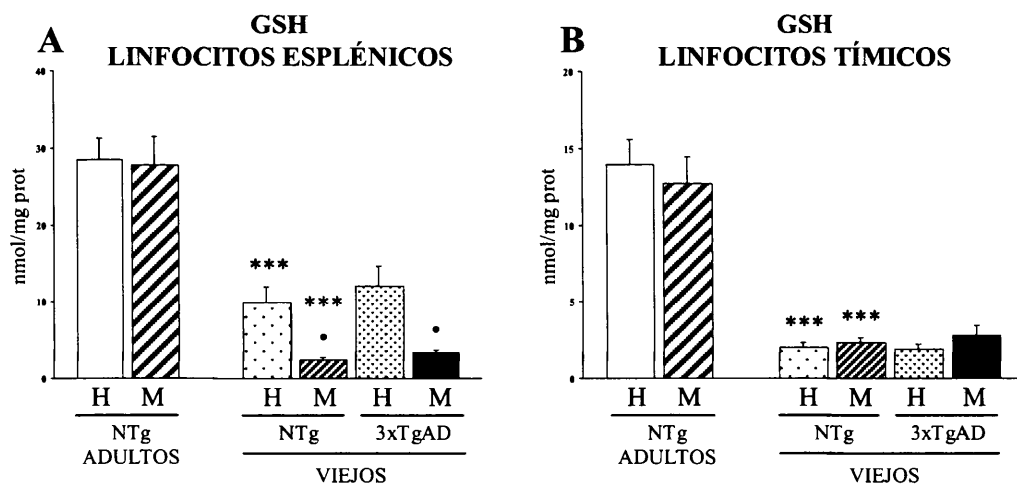 A
GSH
LINFOCITOS ESPLÉNICOS
40
30
20
10
0
nmol/mg prot
***
***
•
•
H M H M H M
NTg NTg 3xTgAD
ADULTOS
VIEJOS
B
GSH
LINFOCITOS TÍMICOS
20
15
10
5
0
nmol/mg prot
***
***
H M H M H M
NTg NTg 3xTgAD
ADULTOS
VIEJOS